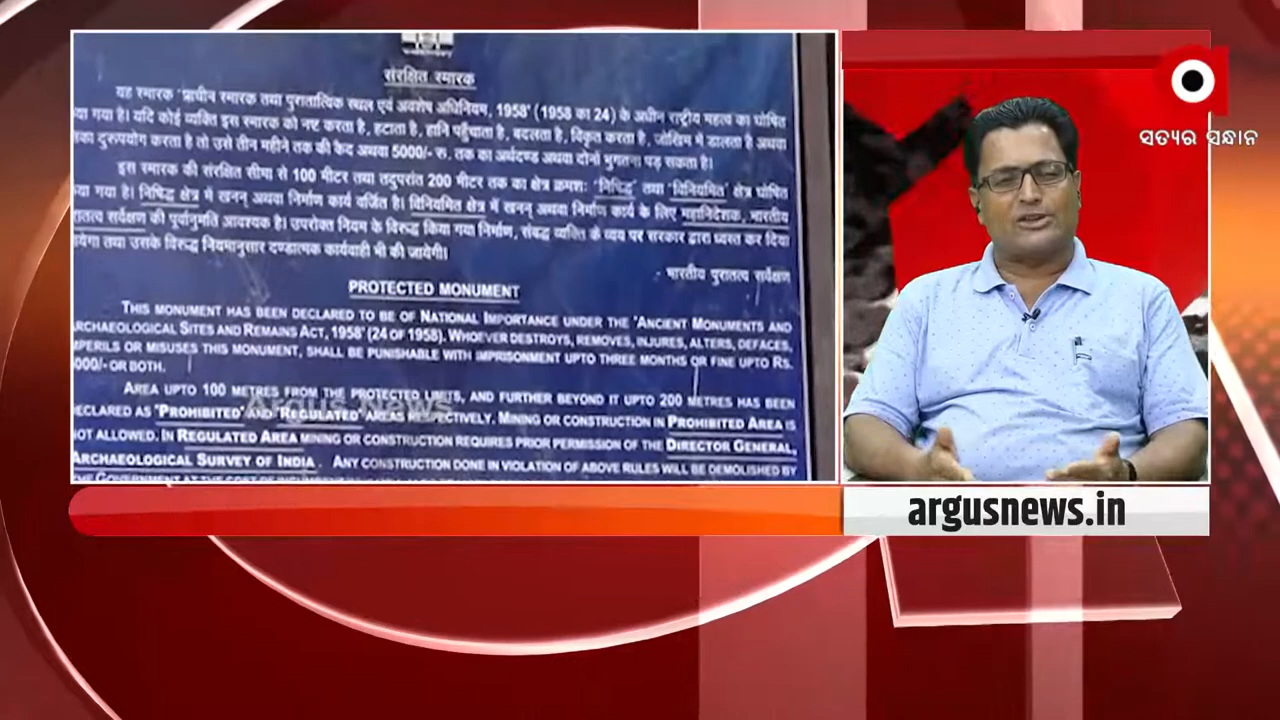 संरक्षित स्मारक
यह स्मारक 'प्राचीन स्मारक तथा पुरातात्विक स्थल एवं अवशेष अधिनियम, 1958' (1958 का 24) के अधीन राष्ट्रीय महत्व का घोषित
गया है। यदि कोई व्यक्ति इस स्मारक को नष्ट करता है, हटाता है, हानि पहुँचाता है, बदलता है, विकृत करता है, जोखिम में डालता है अथवा
दुरुपयोग करता है तो उसे तीन महीने तक की कैद अथवा 5000/- रु. तक का अर्थदण्ड अथवा दोनों भुगतना पड़ सकता है।
इस स्मारक की संरक्षित सीमा से 100 मीटर तथा तदुपरांत 200 मीटर तक का क्षेत्र क्रमशः 'निषिद्ध' तथा 'विनियमित' क्षेत्र घोषित
गया है। निषिद्ध क्षेत्र में खनन् अथवा निर्माण कार्य वर्जित है। विनियमित क्षेत्र में खनन् अथवा निर्माण कार्य के लिए महानिदेशक, भारतीय
सर्वेक्षण की पूर्वानुमति आवश्यक है। उपरोक्त नियम के विरुद्ध किया गया निर्माण, संबद्ध व्यक्ति के व्यय पर सरकार द्वारा ध्वस्त कर दिया
तथा उसके विरुद्ध नियमानुसार दण्डात्मक कार्यवाही भी की जायेगी।
- भारतीय पुरातत्व सर्वेक्षण
PROTECTED MONUMENT
THIS MONUMENT HAS BEEN DECLARED TO BE OF NATIONAL IMPORTANCE UNDER THE 'ANCIENT MONUMENTS AND
RCHAEOLOGICAL SITES AND REMAINS ACT, 1958' (24 OF 1958). WHOEVER DESTROYS, REMOVES, INJURES, ALTERS, DEFACES,
MPERILS OR MISUSES THIS MONUMENT, SHALL BE PUNISHABLE WITH IMPRISONMENT UPTO THREE MONTHS OR FINE UPTO RS.
000/- OR BOTH.
AREA UPTO 100 METRES FROM THE PROTECTED LIMITS, AND FURTHER BEYOND IT UPTO 200 METRES HAS BEEN
ECLARED AS 'PROHIBITED' AND 'REGULATED' AREAS RESPECTIVELY. MINING OR CONSTRUCTION IN PROHIBITED AREA IS
NOT ALLOWED. IN REGULATED AREA MINING OR CONSTRUCTION REQUIRES PRIOR PERMISSION OF THE DIRECTOR GENERAL,
ARCHAEOLOGICAL SURVEY OF INDIA. ANY CONSTRUCTION DONE IN VIOLATION OF ABOVE RULES WILL BE DEMOLISHED BY
Argus News
ସତ୍ୟର ସନ୍ଧାନ
argusnews.in